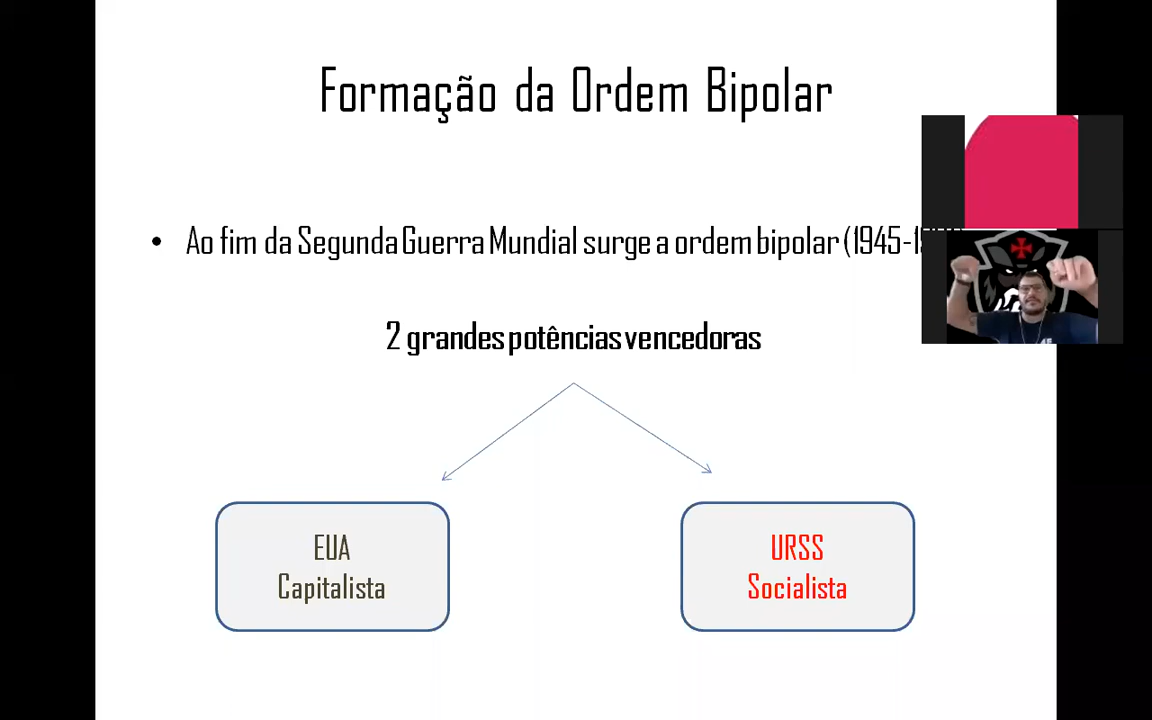 Formação da Ordem Bipolar
• Ao fim da Segunda Guerra Mundial surge a ordem bipolar (1945-
2 grandes potências vencedoras
EUA
Capitalista
URSS
Socialista